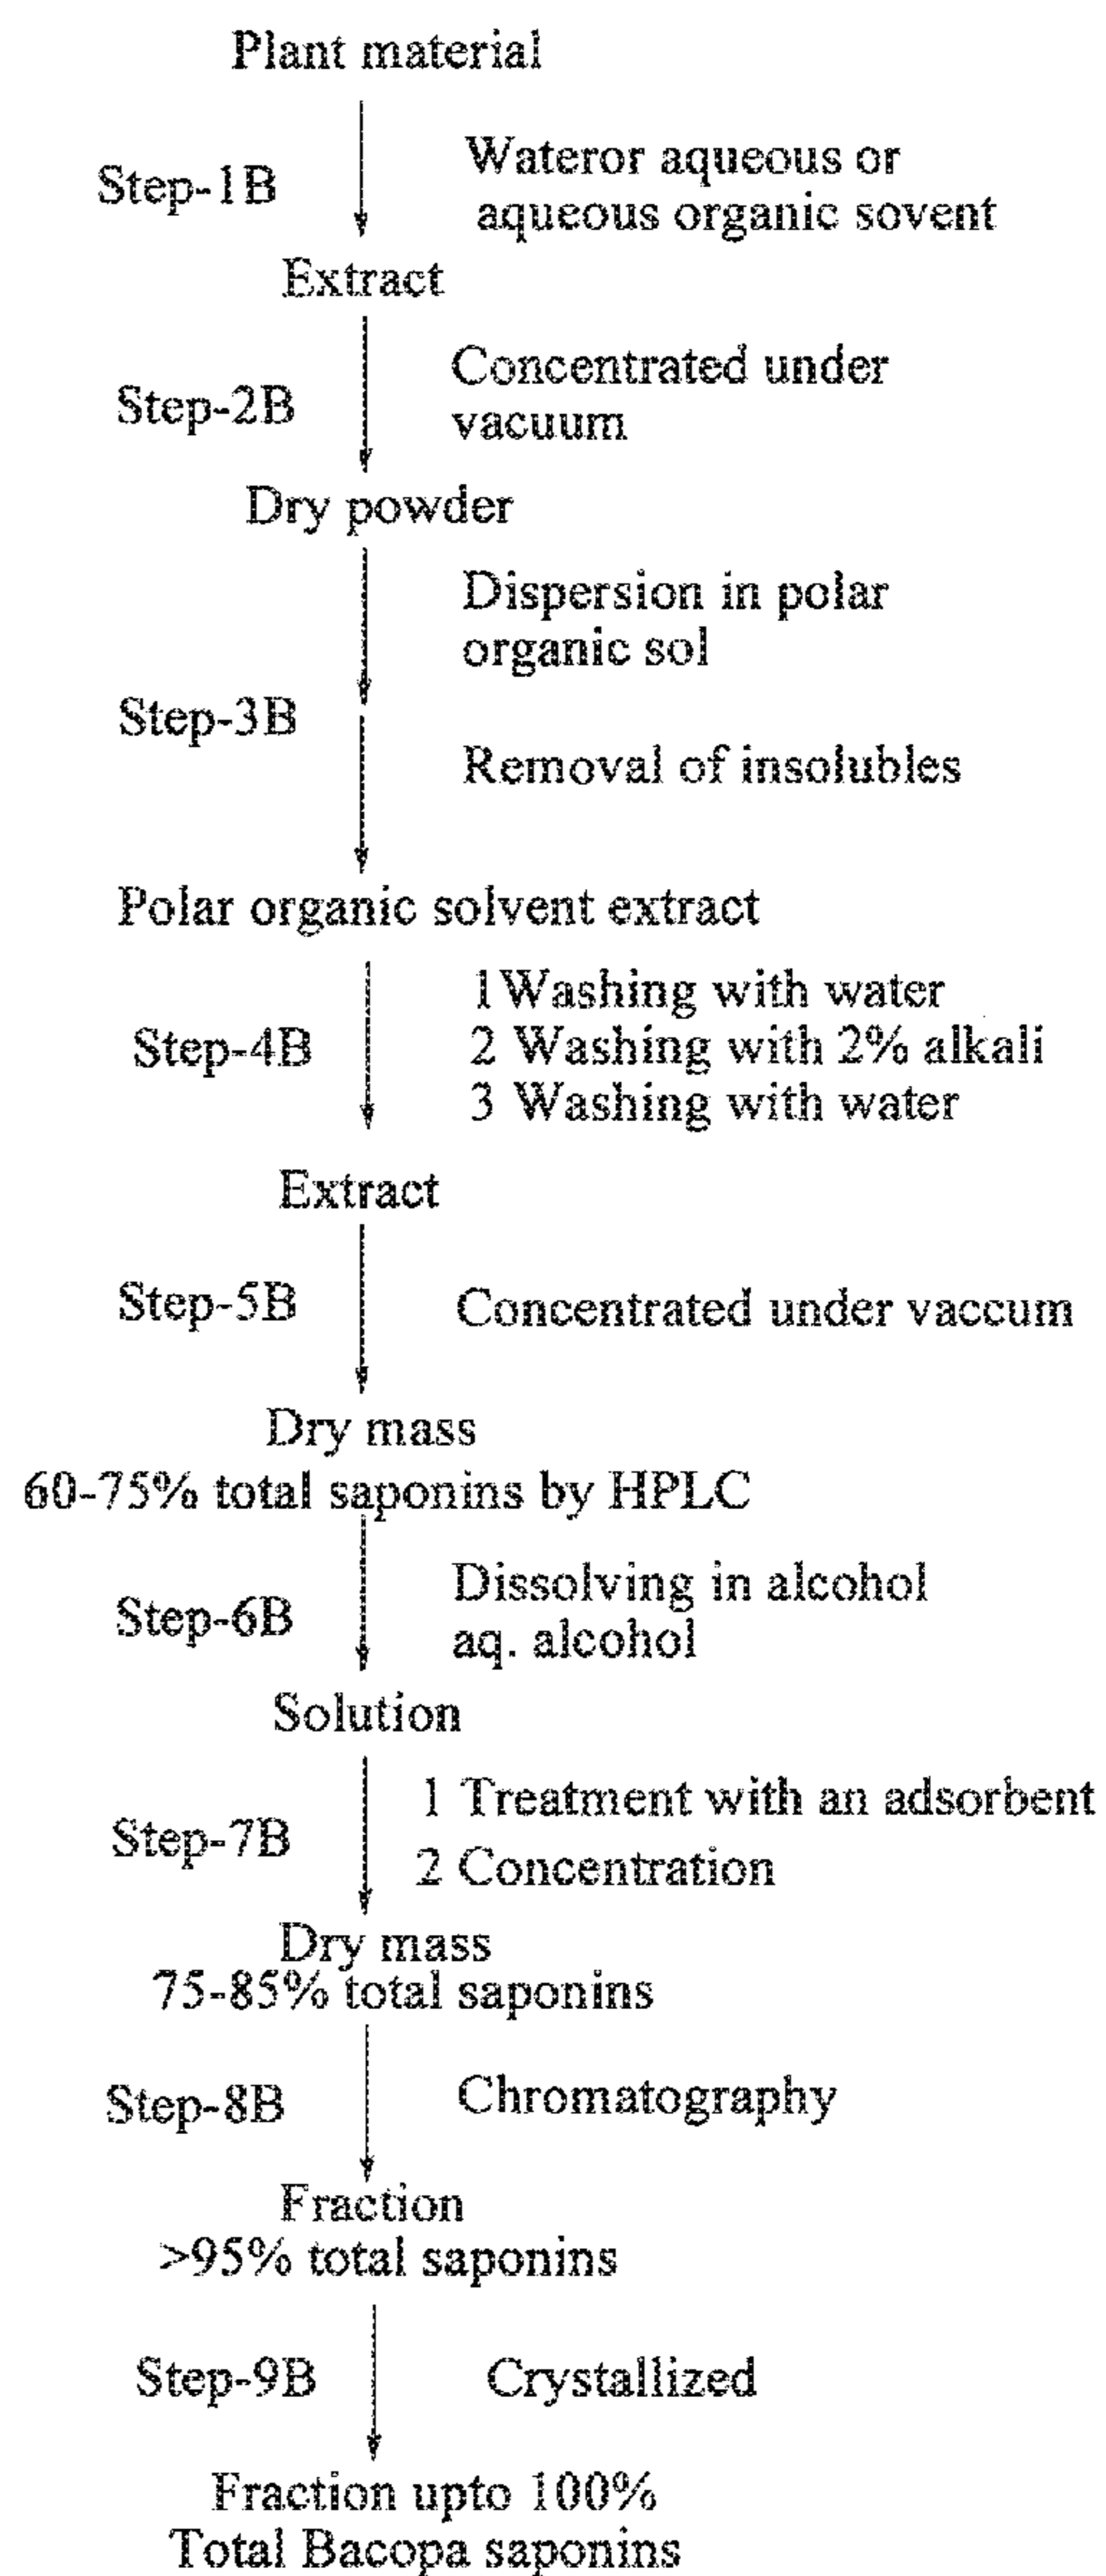 Plant material
Step-1B
Wateror aqueous or
aqueous organic sovent
Extract
Step-2B
Concentrated under
vacuum
Dry powder
Step-3B
Dispersion in polar
organic sol
Removal of insolubles
Polar organic solvent extract
Step-4B
1 Washing with water
2 Washing with 2% alkali
3 Washing with water
Extract
Step-5B
Concentrated under vaccum
Dry mass
60-75% total saponins by HPLC
Step-6B
Dissolving in alcohol
aq. alcohol
Solution
Step-7B
1 Treatment with an adsorbent
2 Concentration
Dry mass
75-85% total saponins
Step-8B
Chromatography
Fraction
>95% total saponins
Step-9B
Crystallized
Fraction upto 100%
Total Bacopa saponins